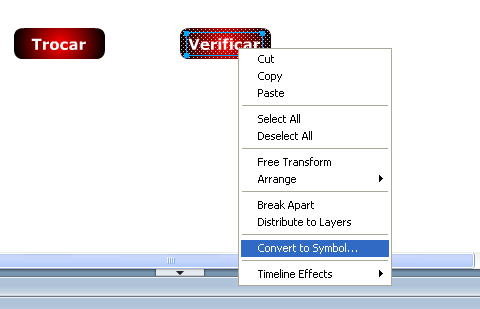 Trocar
Verificar
Cut
Copy
Paste
Select All
Deselect All
Free Transform
Arrange
Break Apart
Distribute to Layers
Convert to Symbol...
Timeline Effects